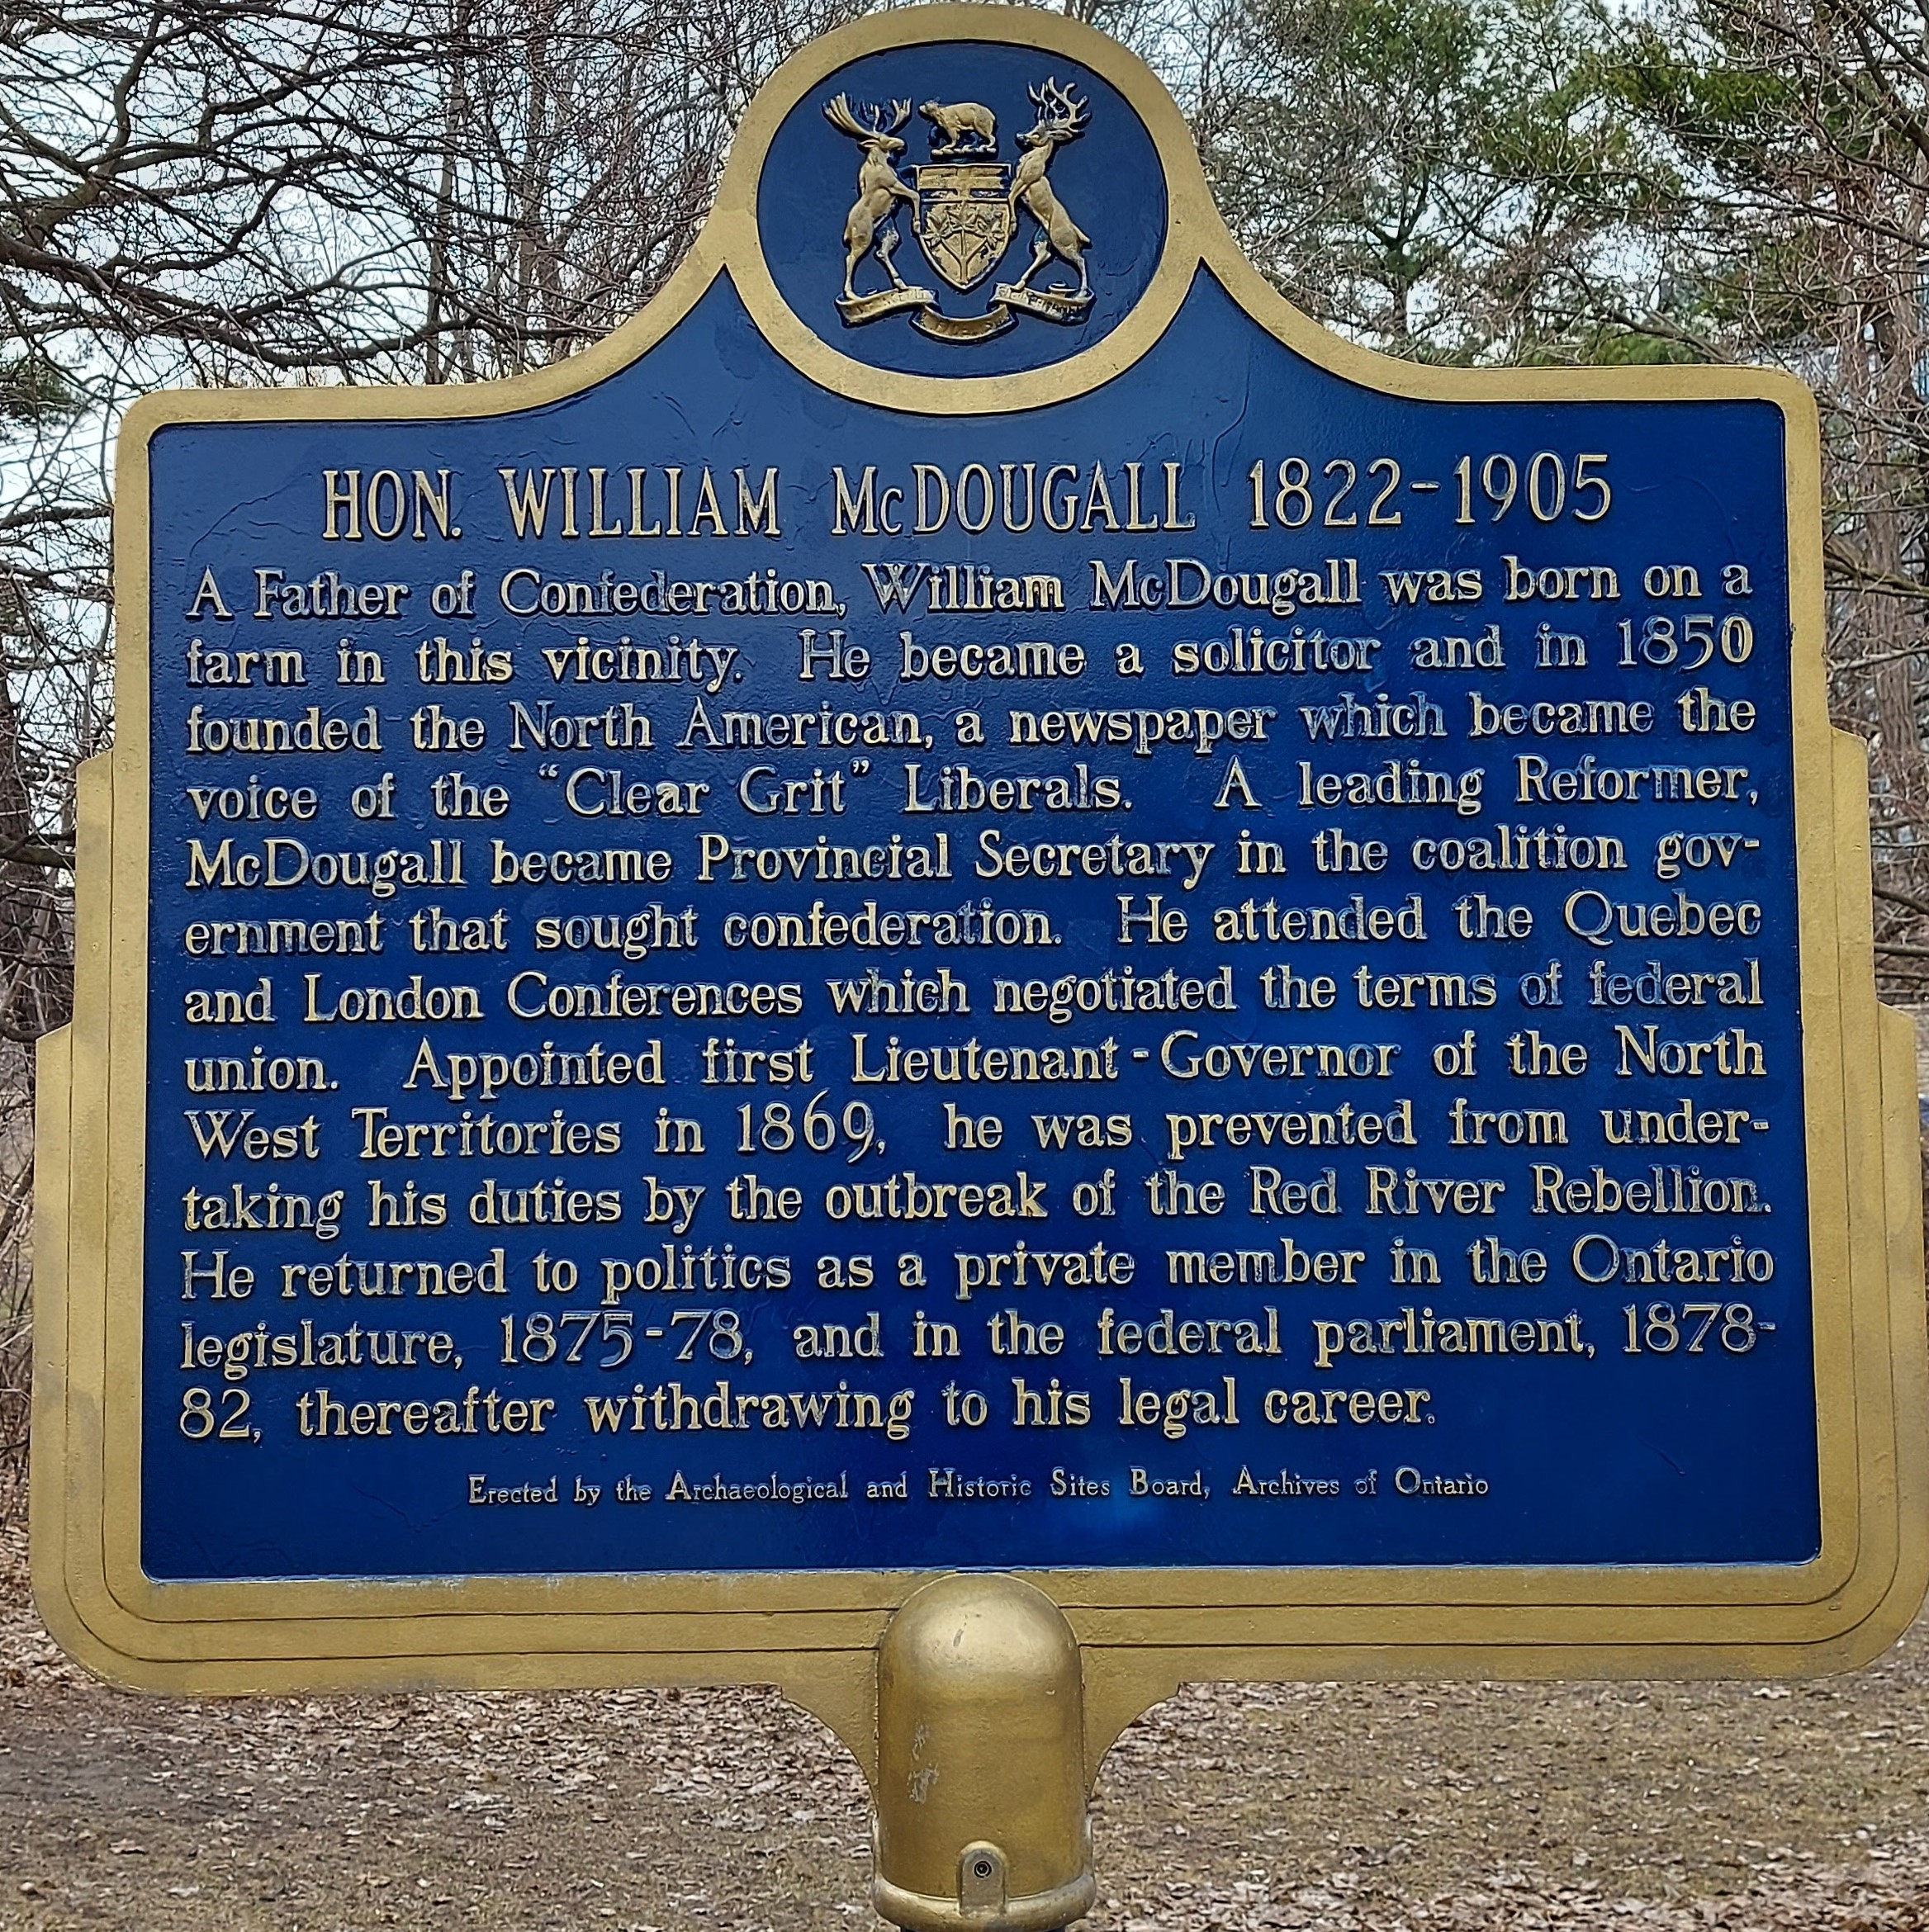 HON. WILLIAM McDOUGALL 1822-1905
A Father of Confederation, William McDougall was born on a
farm in this vicinity. He became a solicitor and in 1850
founded the North American, a newspaper which became the
voice of the "Clear Grit" Liberals. A leading Reformer,
McDougall became Provincial Secretary in the coalition gov-
ernment that sought confederation. He attended the Quebec
and London Conferences which negotiated the terms of federal
union. Appointed first Lieutenant-Governor of the North
West Territories in 1869, he was prevented from under-
taking his duties by the outbreak of the Red River Rebellion.
He returned to politics as a private member in the Ontario
legislature, 1875-78, and in the federal parliament, 1878-
82, thereafter withdrawing to his legal career.
Erected by the Archaeological and Historic Sites Board, Archives of Ontario